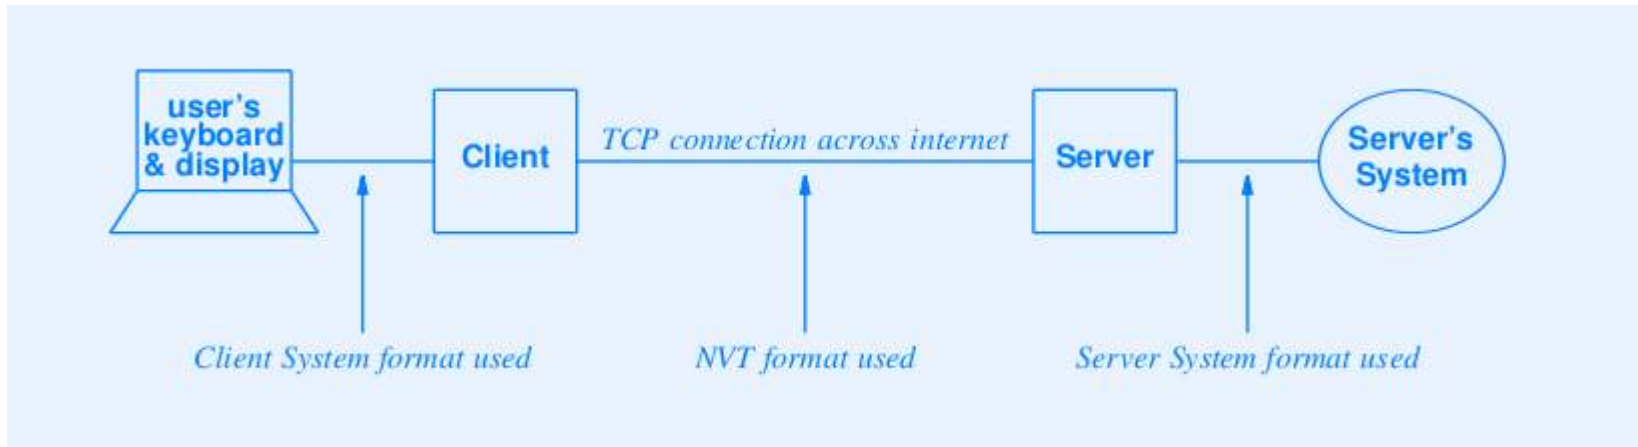 user's
keyboard
& display
Client
TCP connection across internet
Server
Server's
System
Client System format used
NVT format used
Server System format used